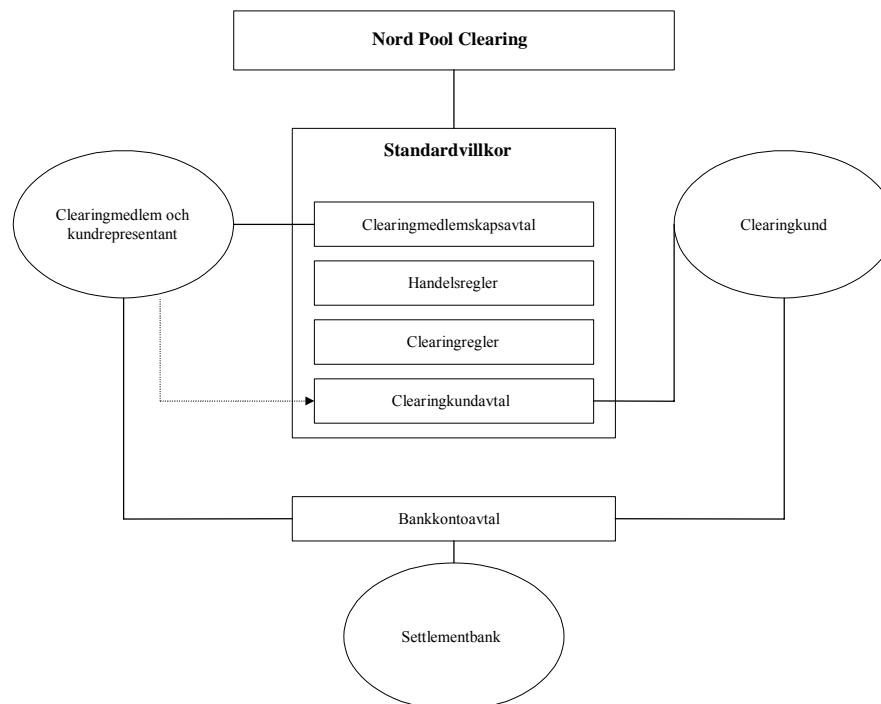 Nord Pool Clearing
Standardvillkor
Clearingmedlem och
kundrepresentant
Clearingmedlemskapsavtal
Clearingkund
Handelsregler
Clearingregler
Clearingkundavtal
Bankkontoavtal
Settlementbank